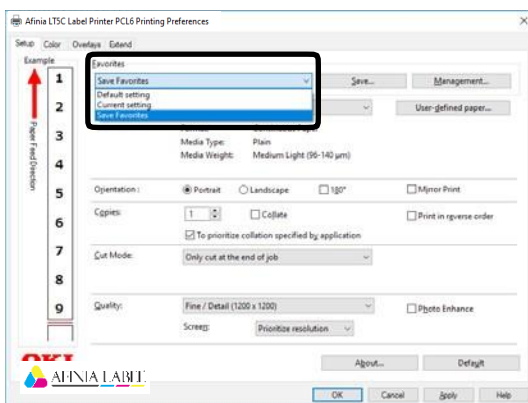 Afinia LT5C Label Printer PCL6 Printing Preferences
Setup Color Overlays Extend
Example
Favorites
Save Favorites
Save...
Management...
Default setting
Current setting
Save Favorites
User-defined paper...
Media Type: Plain
Media Weight: Medium Light (96-140 µm)
Paper Feed Direction
1
2
3
4
5
6
7
8
9
Orientation: Portrait Landscape 180° Mirror Print
Copies: 1 Collate Print in reverse order
To prioritize collation specified by application
Cut Mode: Only cut at the end of job
Quality: Fine / Detail (1200 x 1200) Photo Enhance
Screen: Prioritize resolution
AFINIA LABEL
About... Default
OK Cancel Apply Help